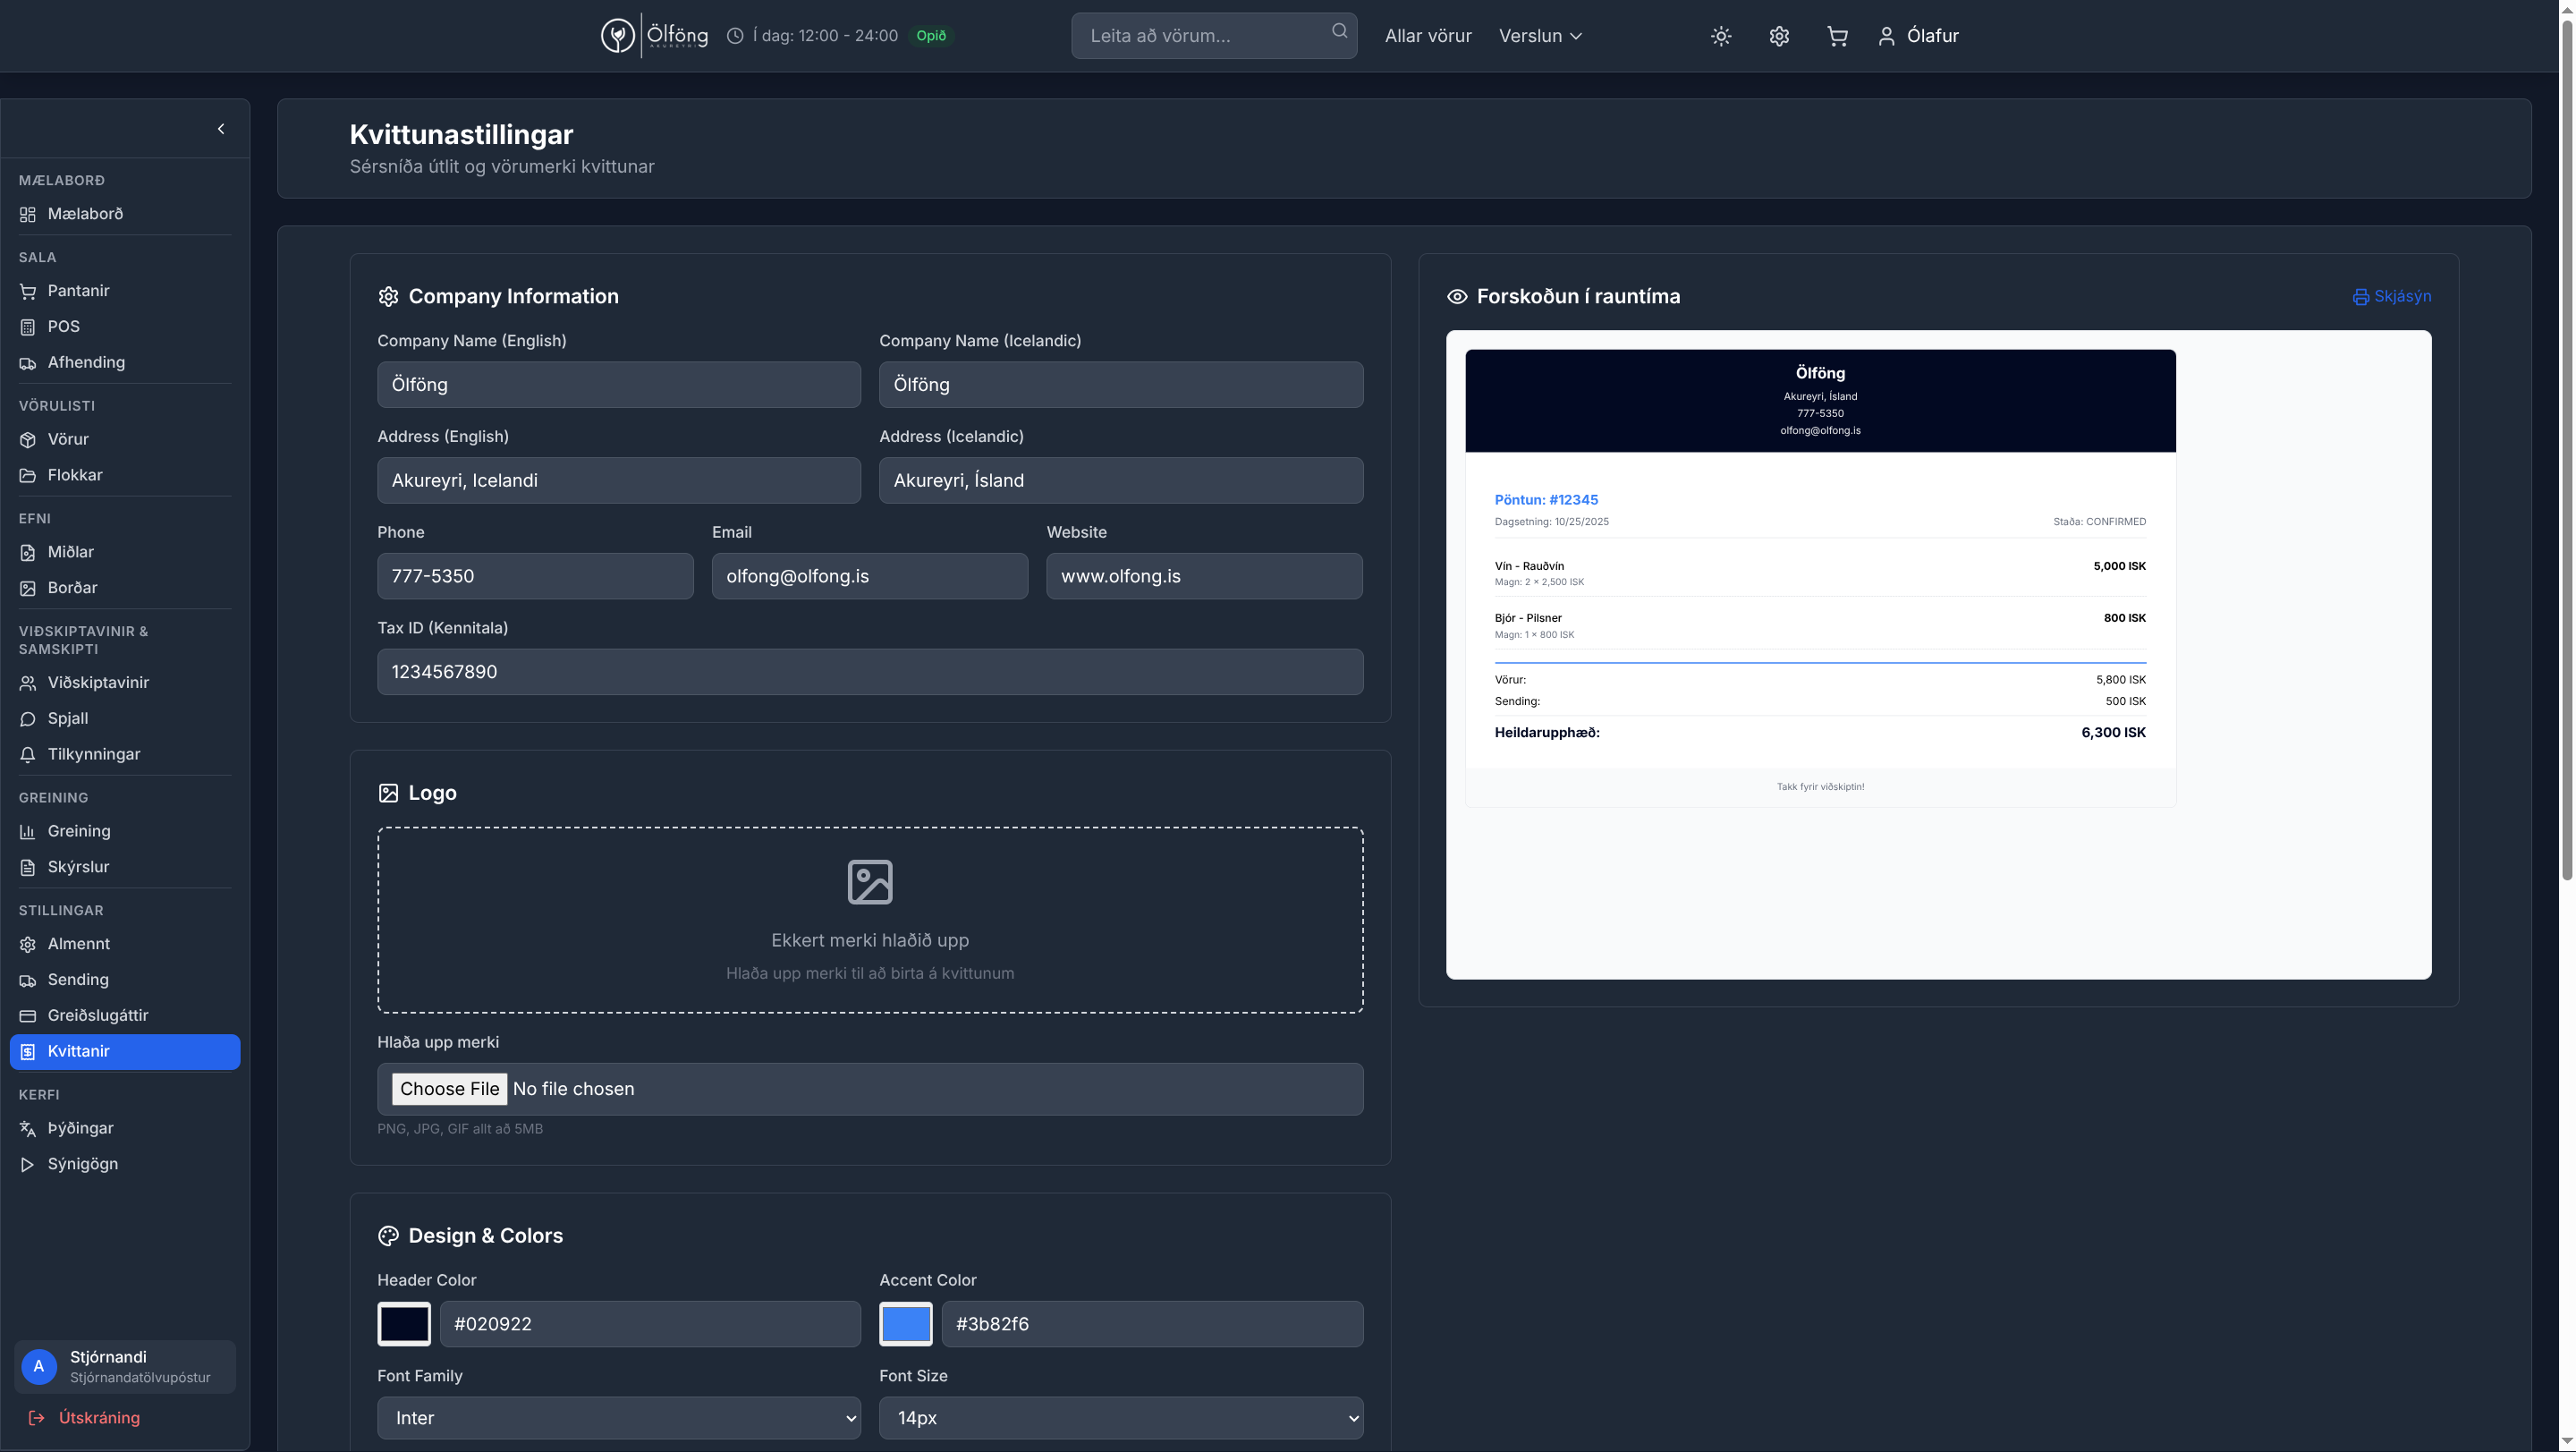 Ölföng
AKUREYRI
Í dag: 12:00 - 24:00
Opið
Leita að vörum...
Allar vörur
Verslun
Ólafur
MÆLABORÐ
Mælaborð
SALA
Pantanir
POS
Afhending
VÖRULISTI
Vörur
Flokkar
EFNI
Miðlar
Borðar
VIÐSKIPTAVINIR &
SAMSKIPTI
Viðskiptavinir
Spjall
Tilkynningar
GREINING
Greining
Skýrslur
STILLINGAR
Almennt
Sending
Greiðslugáttir
Kvittanir
KERFI
Þýðingar
Sýnigögn
A
Stjórnandi
Stjórnandatölvupóstur
Útskráning
Kvittunastillingar
Sérsníða útlit og vörumerki kvittunar
Company Information
Company Name (English)
Company Name (Icelandic)
Ölföng
Ölföng
Address (English)
Address (Icelandic)
Akureyri, Icelandi
Akureyri, Ísland
Phone
Email
Website
777-5350
olfong@olfong.is
www.olfong.is
Tax ID (Kennitala)
1234567890
Logo
Ekkert merki hlaðið upp
Hlaða upp merki til að birta á kvittunum
Hlaða upp merki
Choose File No file chosen
PNG, JPG, GIF allt að 5MB
Design & Colors
Header Color
Accent Color
#020922
#3b82f6
Font Family
Font Size
Inter
14px
Forskoðun í rauntíma
Skjásýn
Ölföng
Akureyri, Ísland
777-5350
olfong@olfong.is
Pöntun: #12345
Dagsetning: 10/25/2025
Staða: CONFIRMED
Vín - Rauðvín
5,000 ISK
Magn: 2 × 2,500 ISK
Bjór - Pilsner
800 ISK
Magn: 1 × 800 ISK
Vörur:
5,800 ISK
Sending:
500 ISK
Heildarupphæð:
6,300 ISK
Takk fyrir viðskiptin!